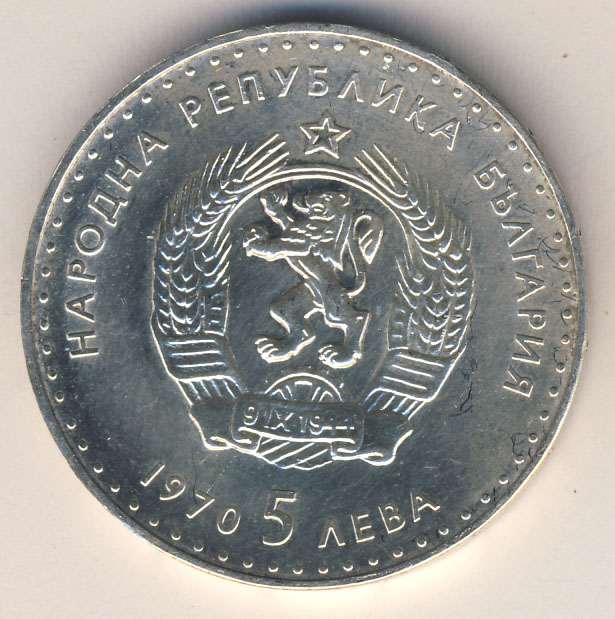 НАРОДНА РЕПУБЛИКА БЪЛГАРИЯ
9 IX 1944
1970 5 ЛЕВА